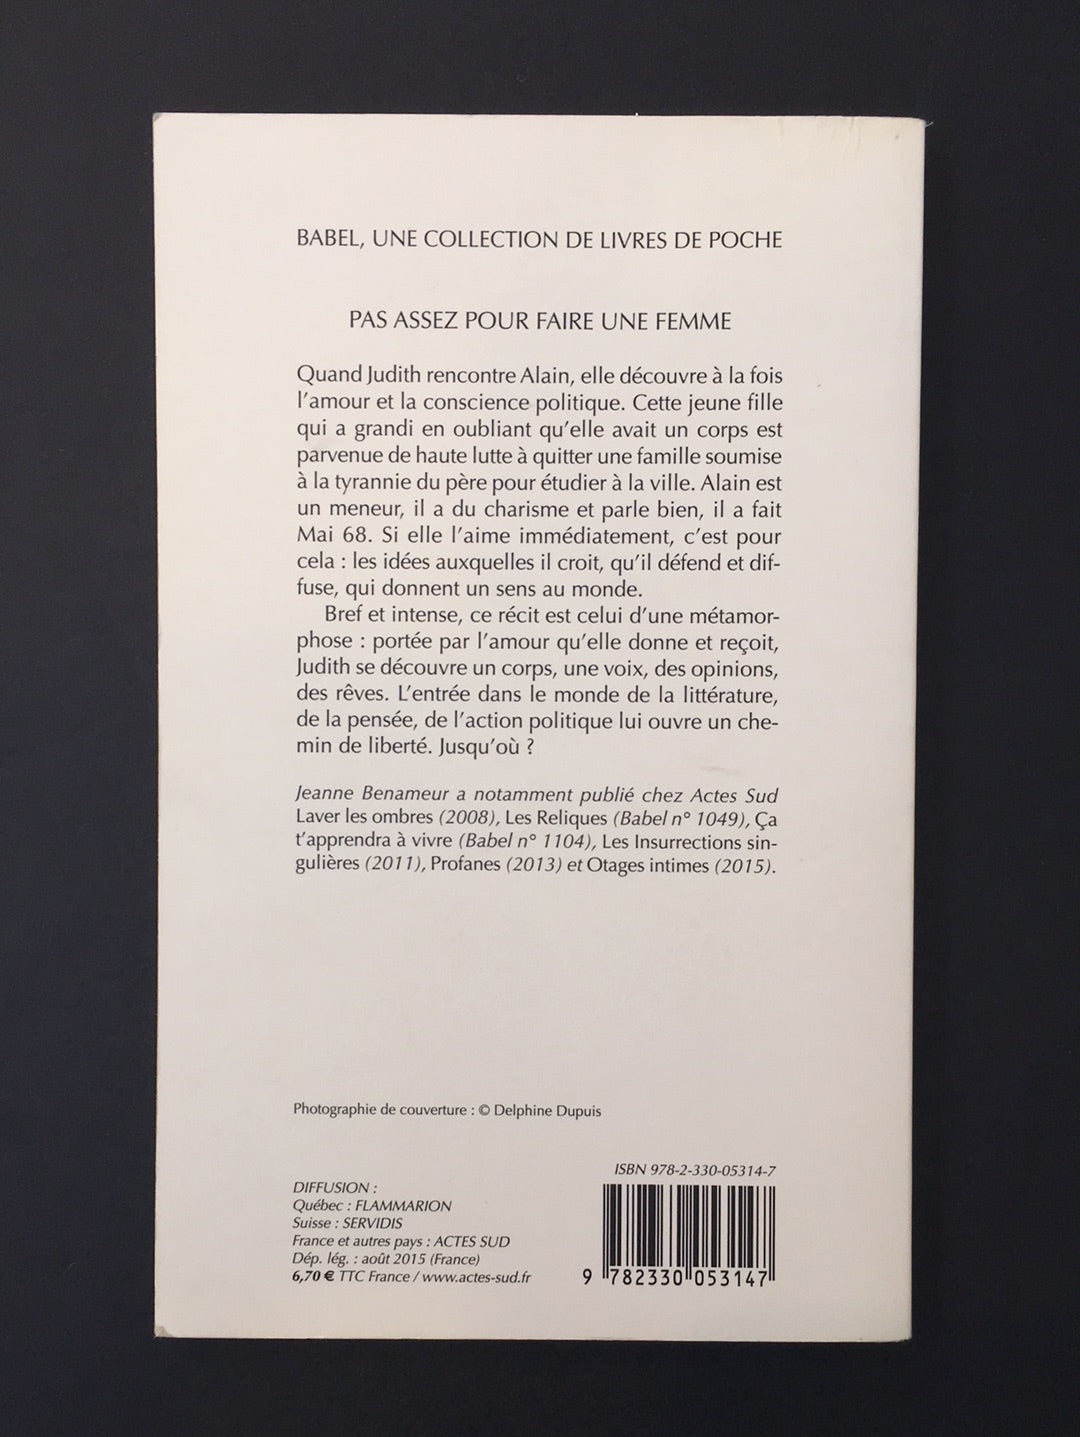 BABEL, UNE COLLECTION DE LIVRES DE POCHE
PAS ASSEZ POUR FAIRE UNE FEMME
Quand Judith rencontre Alain, elle découvre à la fois
l'amour et la conscience politique. Cette jeune fille
qui a grandi en oubliant qu'elle avait un corps est
parvenue de haute lutte à quitter une famille soumise
à la tyrannie du père pour étudier à la ville. Alain est
un meneur, il a du charisme et parle bien, il a fait
Mai 68. Si elle l'aime immédiatement, c'est pour
cela : les idées auxquelles il croit, qu'il défend et dif-
fuse, qui donnent un sens au monde.
Bref et intense, ce récit est celui d'une métamor-
phose : portée par l'amour qu'elle donne et reçoit,
Judith se découvre un corps, une voix, des opinions,
des rêves. L'entrée dans le monde de la littérature,
de la pensée, de l'action politique lui ouvre un che-
min de liberté. Jusqu'où ?
Jeanne Benameur a notamment publié chez Actes Sud
Laver les ombres (2008), Les Reliques (Babel n° 1049), Ça
t'apprendra à vivre (Babel n° 1104), Les Insurrections sin-
gulières (2011), Profanes (2013) et Otages intimes (2015).
Photographie de couverture : © Delphine Dupuis
DIFFUSION :
Québec : FLAMMARION
Suisse : SERVIDIS
France et autres pays : ACTES SUD
Dép. lég. : août 2015 (France)
6,70 € TTC France / www.actes-sud.fr
ISBN 978-2-330-05314-7
9 782330 053147